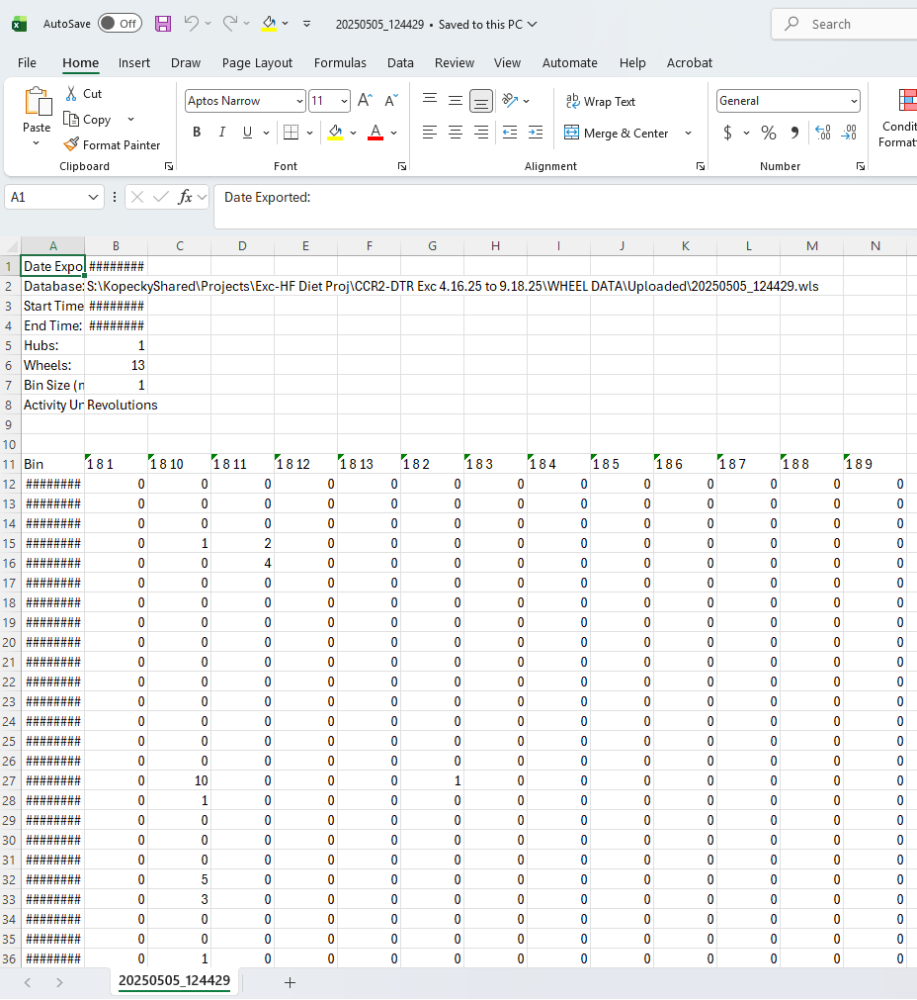 AutoSave Off 20250505_124429 • Saved to this PC Search
File Home Insert Draw Page Layout Formulas Data Review View Automate Help Acrobat
Paste Cut Copy Format Painter Clipboard
Aptos Narrow 11 B I U A Font
ab Wrap Text Merge & Center Alignment
General $ % Number
Condit
Format
A1 fx Date Exported:
A B C D E F G H I J K L M N
1 Date Expo ########
2 Database: S:\KopeckyShared\Projects\Exc-HF Diet Proj\CCR2-DTR Exc 4.16.25 to 9.18.25\WHEEL DATA\Uploaded\20250505_124429.wls
3 Start Time ########
4 End Time: ########
5 Hubs: 1
6 Wheels: 13
7 Bin Size (n 1
8 Activity Un Revolutions
9
10
11 Bin 1 8 1 1 8 10 1 8 11 1 8 12 1 8 13 1 8 2 1 8 3 1 8 4 1 8 5 1 8 6 1 8 7 1 8 8 1 8 9
12 ######## 0 0 0 0 0 0 0 0 0 0 0 0 0
13 ######## 0 0 0 0 0 0 0 0 0 0 0 0 0
14 ######## 0 0 0 0 0 0 0 0 0 0 0 0 0
15 ######## 0 1 2 0 0 0 0 0 0 0 0 0 0
16 ######## 0 0 4 0 0 0 0 0 0 0 0 0 0
17 ######## 0 0 0 0 0 0 0 0 0 0 0 0 0
18 ######## 0 0 0 0 0 0 0 0 0 0 0 0 0
19 ######## 0 0 0 0 0 0 0 0 0 0 0 0 0
20 ######## 0 0 0 0 0 0 0 0 0 0 0 0 0
21 ######## 0 0 0 0 0 0 0 0 0 0 0 0 0
22 ######## 0 0 0 0 0 0 0 0 0 0 0 0 0
23 ######## 0 0 0 0 0 0 0 0 0 0 0 0 0
24 ######## 0 0 0 0 0 0 0 0 0 0 0 0 0
25 ######## 0 0 0 0 0 0 0 0 0 0 0 0 0
26 ######## 0 0 0 0 0 0 0 0 0 0 0 0 0
27 ######## 0 10 0 0 0 1 0 0 0 0 0 0 0
28 ######## 0 1 0 0 0 0 0 0 0 0 0 0 0
29 ######## 0 0 0 0 0 0 0 0 0 0 0 0 0
30 ######## 0 0 0 0 0 0 0 0 0 0 0 0 0
31 ######## 0 0 0 0 0 0 0 0 0 0 0 0 0
32 ######## 0 5 0 0 0 0 0 0 0 0 0 0 0
33 ######## 0 3 0 0 0 0 0 0 0 0 0 0 0
34 ######## 0 0 0 0 0 0 0 0 0 0 0 0 0
35 ######## 0 0 0 0 0 0 0 0 0 0 0 0 0
36 ######## 0 1 0 0 0 0 0 0 0 0 0 0 0
20250505_124429